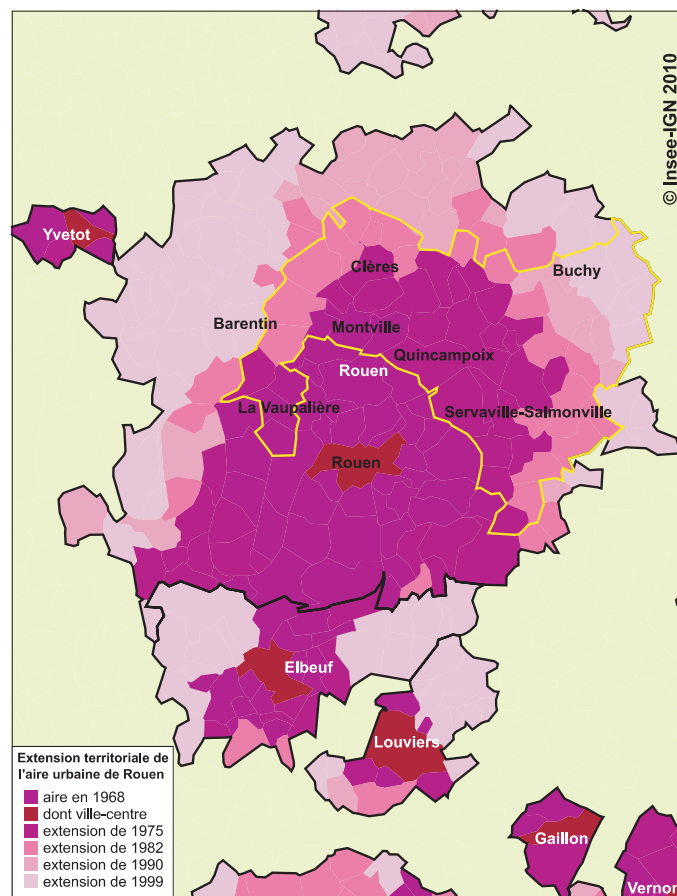 © Insee-IGN 2010
Yvetot
Clères
Buchy
Barentin
Montville
Quincampoix
Rouen
La Vaupalière
Servaville-Salmonville
Rouen
Elbeuf
Louviers
Gaillon
Vernon
Extension territoriale de
l'aire urbaine de Rouen
aire en 1968
dont ville-centre
extension de 1975
extension de 1982
extension de 1990
extension de 1999